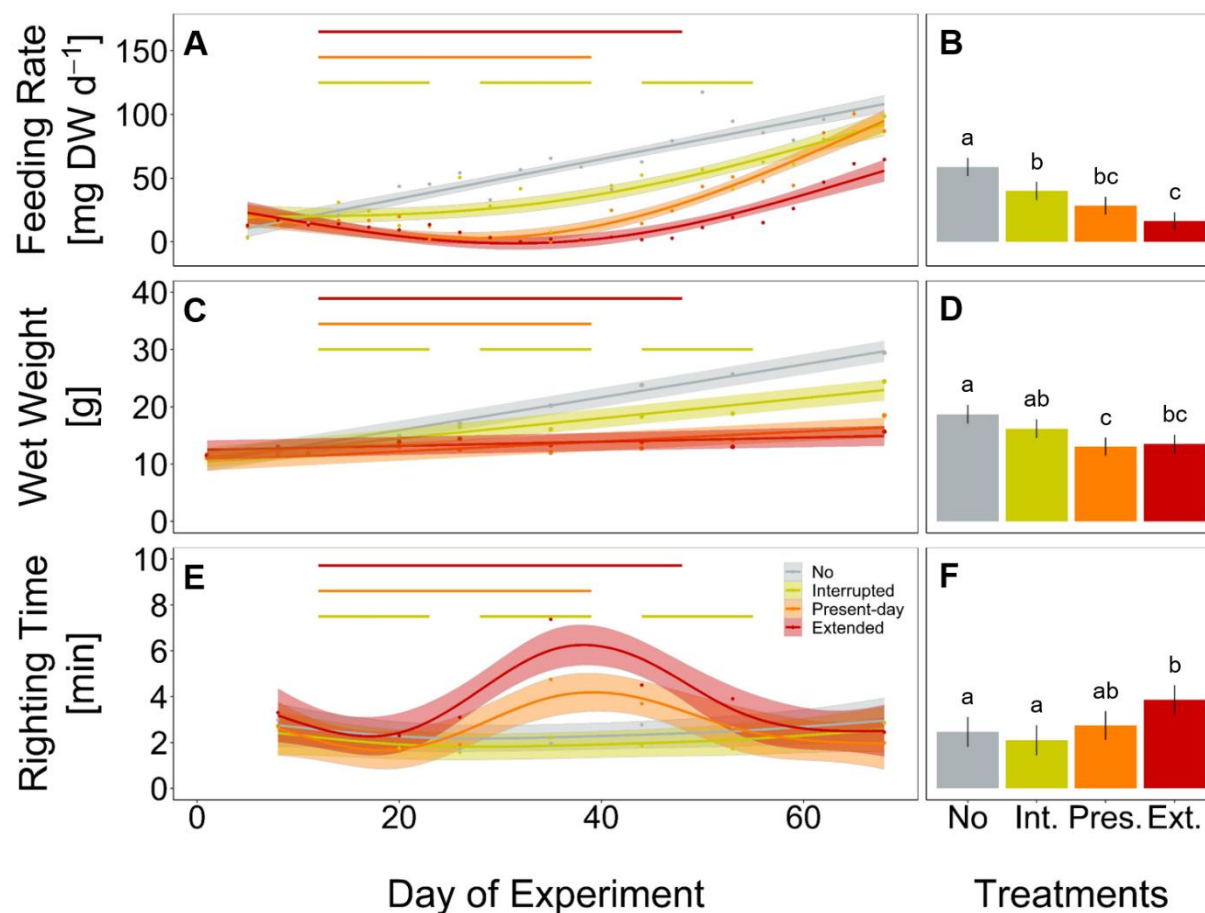 A
B
Feeding Rate
[mg DW d⁻¹]
150
100
50
0
a
b
bc
c
C
D
Wet Weight
[g]
40
30
20
10
0
a
ab
c
bc
E
F
Righting Time
[min]
10
8
6
4
2
0
No
Interrupted
Present-day
Extended
a
a
ab
b
0
20
40
60
No
Int.
Pres.
Ext.
Day of Experiment
Treatments